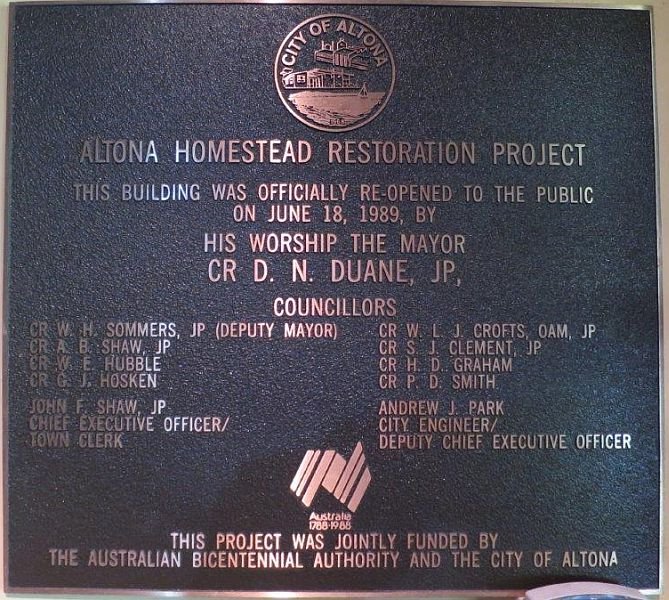 CITY OF ALTONA
ALTONA HOMESTEAD RESTORATION PROJECT
THIS BUILDING WAS OFFICIALLY RE-OPENED TO THE PUBLIC
ON JUNE 18, 1989, BY
HIS WORSHIP THE MAYOR
CR D. N. DUANE, JP,
COUNCILLORS
CR W. H. SOMMERS, JP (DEPUTY MAYOR)
CR A. B. SHAW, JP
CR W. E. HUBBLE
CR G. J. HOSKEN
CR W. L. J. CROFTS, OAM, JP
CR S. J. CLEMENT, JP
CR H. D. GRAHAM
CR P. D. SMITH
JOHN F. SHAW, JP
CHIEF EXECUTIVE OFFICER/
TOWN CLERK
ANDREW J. PARK
CITY ENGINEER/
DEPUTY CHIEF EXECUTIVE OFFICER
Australia
1788-1988
THIS PROJECT WAS JOINTLY FUNDED BY
THE AUSTRALIAN BICENTENNIAL AUTHORITY AND THE CITY OF ALTONA